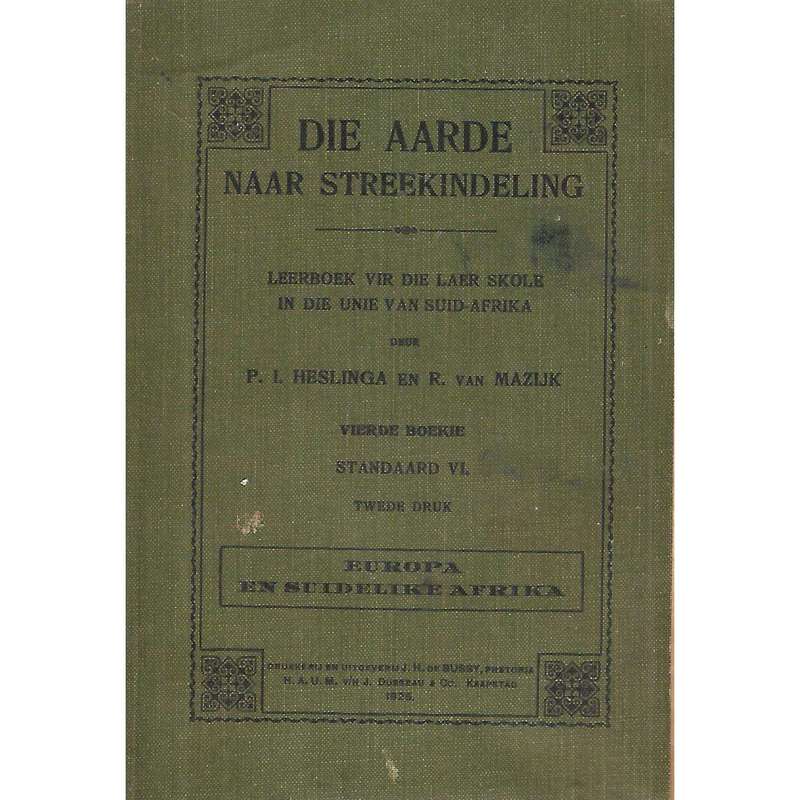 DIE AARDE
NAAR STREEKINDELING
LEERBOEK VIR DIE LAER SKOLE
IN DIE UNIE VAN SUID-AFRIKA
DEUR
P. I. HESLINGA EN R. VAN MAZIJK
VIERDE BOEKIE
STANDAARD VI.
TWEDE DRUK
EUROPA
EN SUIDELIKE AFRIKA
DRUKKERIJ EN UITGEVERIJ J. H. DE BUSSY, PRETORIA
H. A. U. M. V/H J. DUSSEAU & CO. KAAPSTAD
1925.